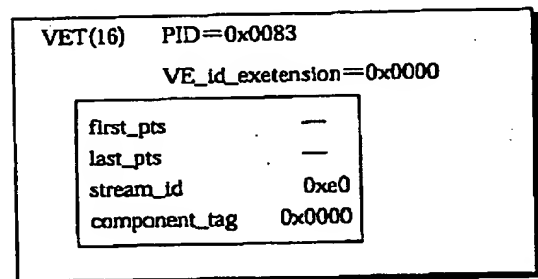 VET(16) PID=0x0083
VE_id_exetension=0x0000
first_pts —
last_pts —
stream_id 0xe0
component_tag 0x0000